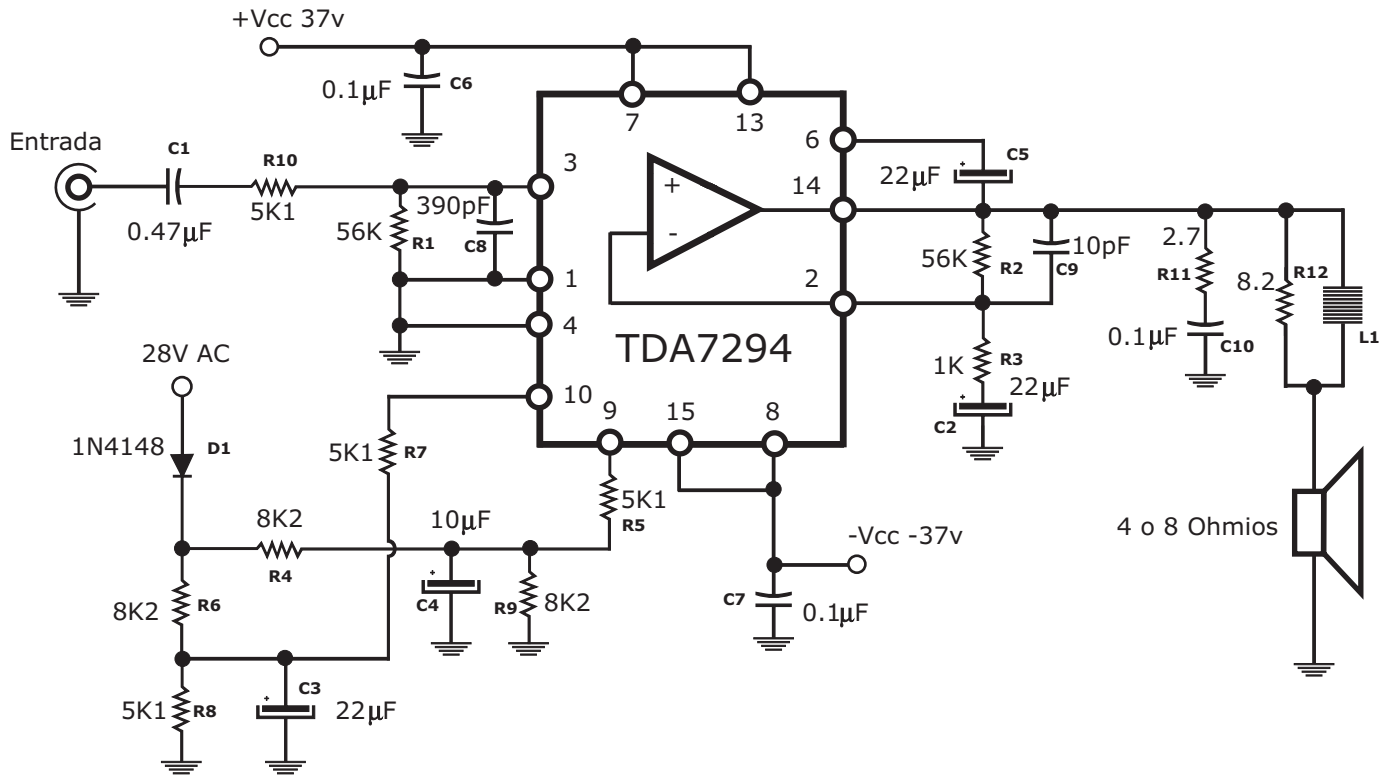 +Vcc 37v
0.1µF
C6
7
13
Entrada
C1
0.47µF
R10
5K1
56K
R1
390pF
C8
3
1
4
10
+
-
TDA7294
6
14
2
22µF
+
C5
56K
R2
C9
10pF
1K
R3
22µF
+
C2
2.7
R11
0.1µF
C10
8.2
R12
L1
4 o 8 Ohmios
28V AC
1N4148
D1
5K1
R7
9
15
8
5K1
R5
8K2
R4
10µF
+
C4
R9
8K2
-Vcc -37v
C7
0.1µF
8K2
R6
5K1
R8
+
C3
22µF